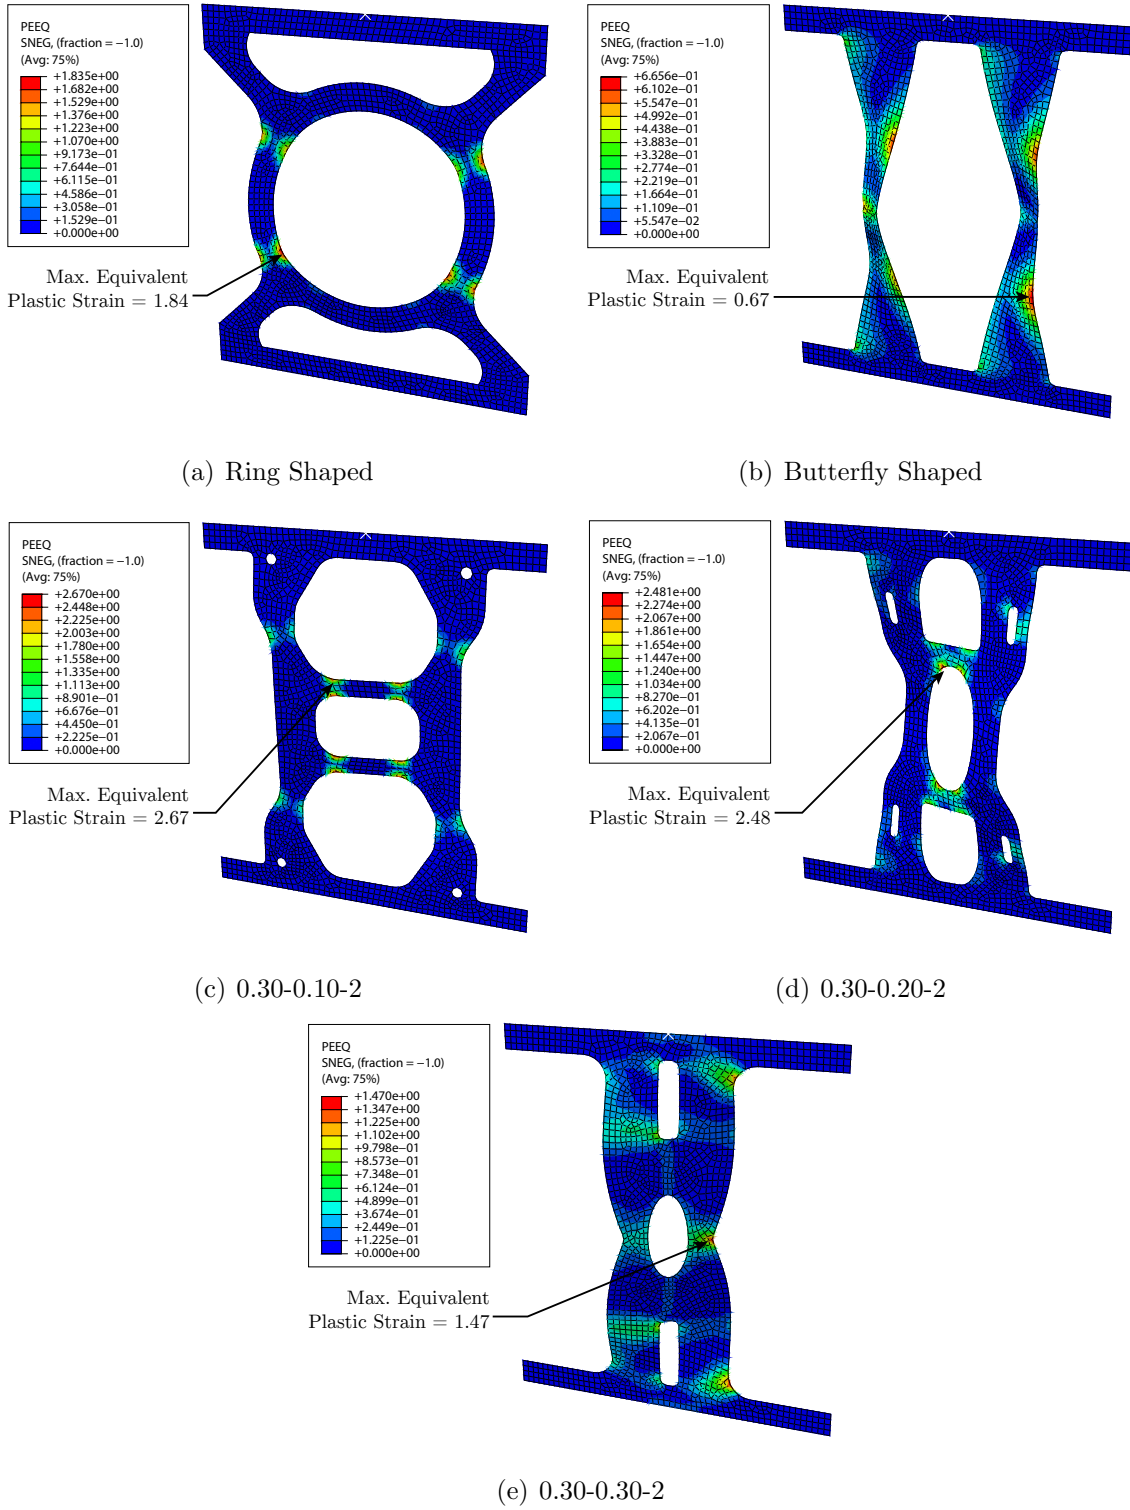 PEEQ
SNEG, (fraction = −1.0)
(Avg: 75%)
+1.835e+00
+1.682e+00
+1.529e+00
+1.376e+00
+1.223e+00
+1.070e+00
+9.173e−01
+7.644e−01
+6.115e−01
+4.586e−01
+3.058e−01
+1.529e−01
+0.000e+00
Max. Equivalent
Plastic Strain = 1.84
(a) Ring Shaped
PEEQ
SNEG, (fraction = −1.0)
(Avg: 75%)
+6.656e−01
+6.102e−01
+5.547e−01
+4.992e−01
+4.438e−01
+3.883e−01
+3.328e−01
+2.774e−01
+2.219e−01
+1.664e−01
+1.109e−01
+5.547e−02
+0.000e+00
Max. Equivalent
Plastic Strain = 0.67
(b) Butterfly Shaped
PEEQ
SNEG, (fraction = −1.0)
(Avg: 75%)
+2.670e+00
+2.448e+00
+2.225e+00
+2.003e+00
+1.780e+00
+1.558e+00
+1.335e+00
+1.113e+00
+8.901e−01
+6.676e−01
+4.450e−01
+2.225e−01
+0.000e+00
Max. Equivalent
Plastic Strain = 2.67
(c) 0.30-0.10-2
PEEQ
SNEG, (fraction = −1.0)
(Avg: 75%)
+2.481e+00
+2.274e+00
+2.067e+00
+1.861e+00
+1.654e+00
+1.447e+00
+1.240e+00
+1.034e+00
+8.270e−01
+6.202e−01
+4.135e−01
+2.067e−01
+0.000e+00
Max. Equivalent
Plastic Strain = 2.48
(d) 0.30-0.20-2
PEEQ
SNEG, (fraction = −1.0)
(Avg: 75%)
+1.470e+00
+1.347e+00
+1.225e+00
+1.102e+00
+9.798e−01
+8.573e−01
+7.348e−01
+6.124e−01
+4.899e−01
+3.674e−01
+2.449e−01
+1.225e−01
+0.000e+00
Max. Equivalent
Plastic Strain = 1.47
(e) 0.30-0.30-2